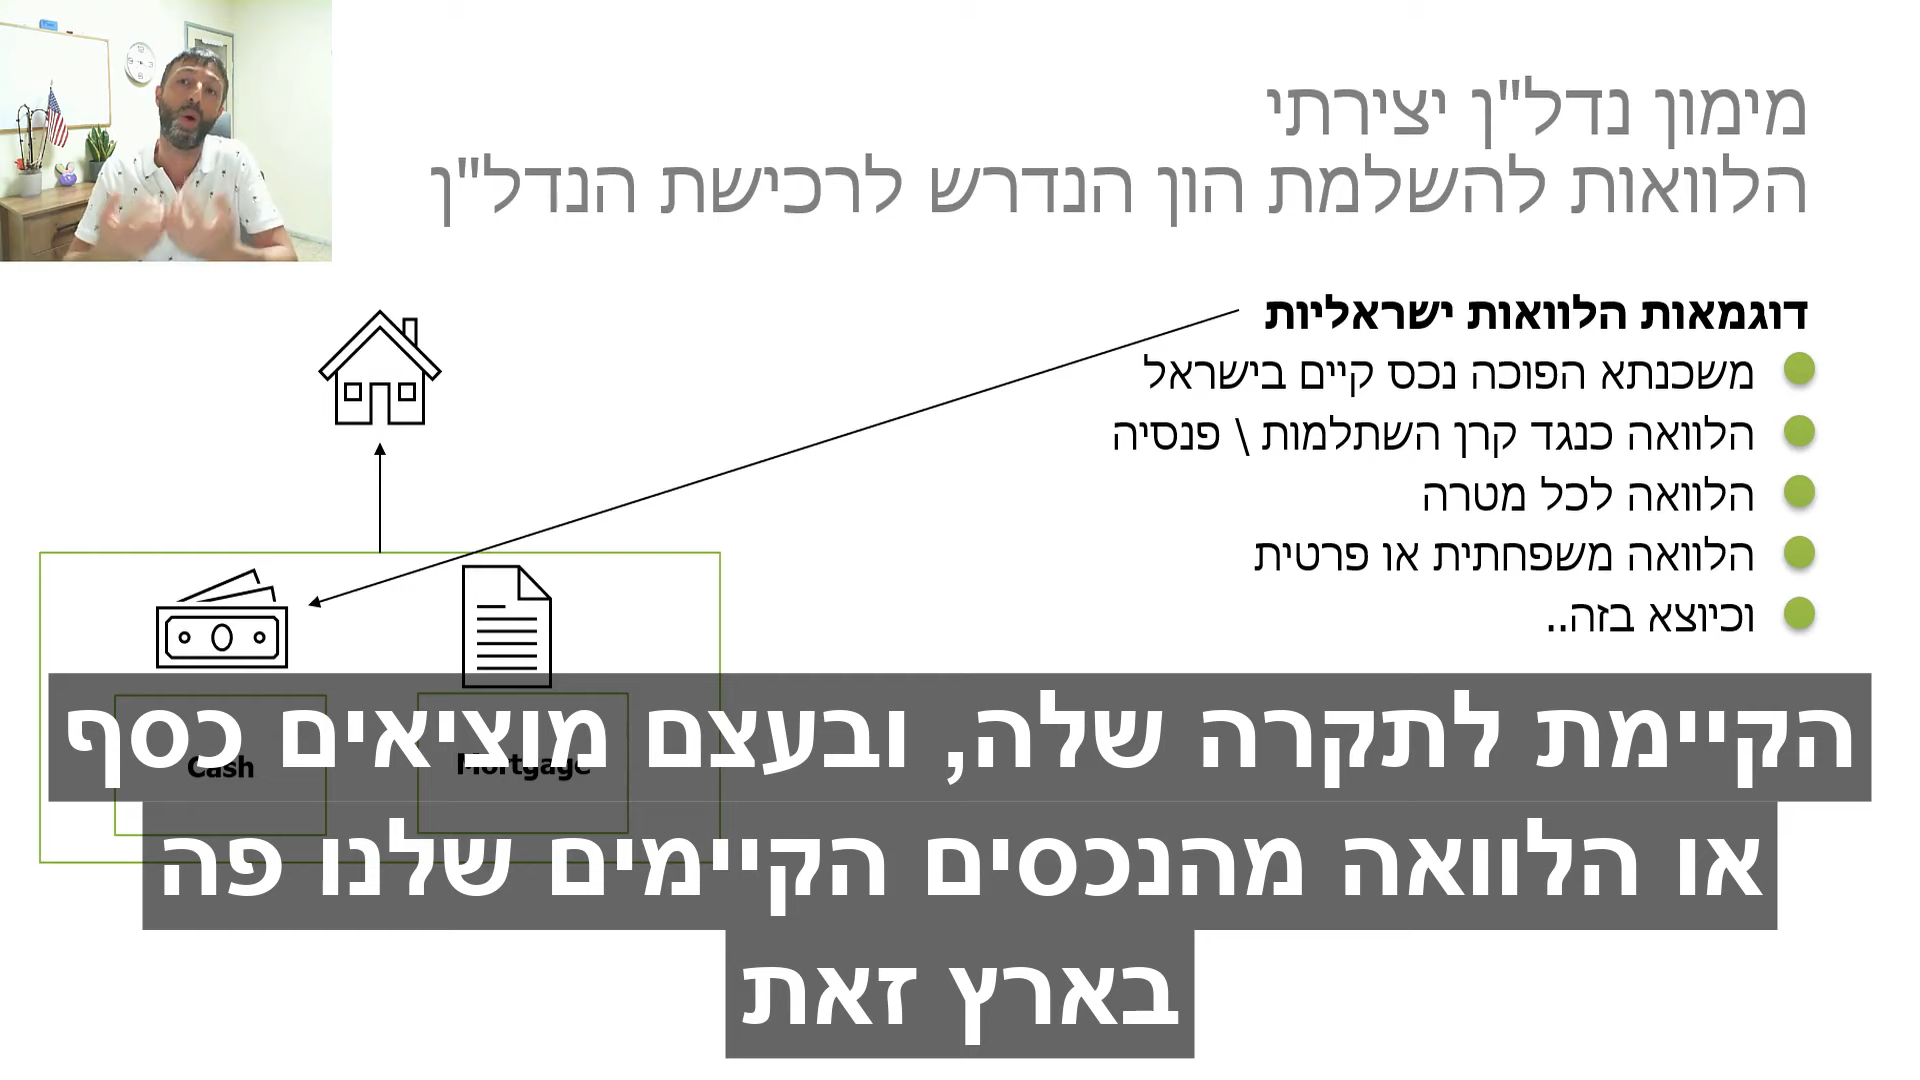 מימון נדל"ן יצירתי
הלוואות להשלמת הון הנדרש לרכישת הנדל"ן
דוגמאות הלוואות ישראליות
משכנתא הפוכה נכס קיים בישראל
הלוואה כנגד קרן השתלמות \ פנסיה
הלוואה לכל מטרה
הלוואה משפחתית או פרטית
וכיוצא בזה..
Cash
Mortgage
הקיימת לתקרה שלה, ובעצם מוציאים כסף
או הלוואה מהנכסים הקיימים שלנו פה
בארץ זאת